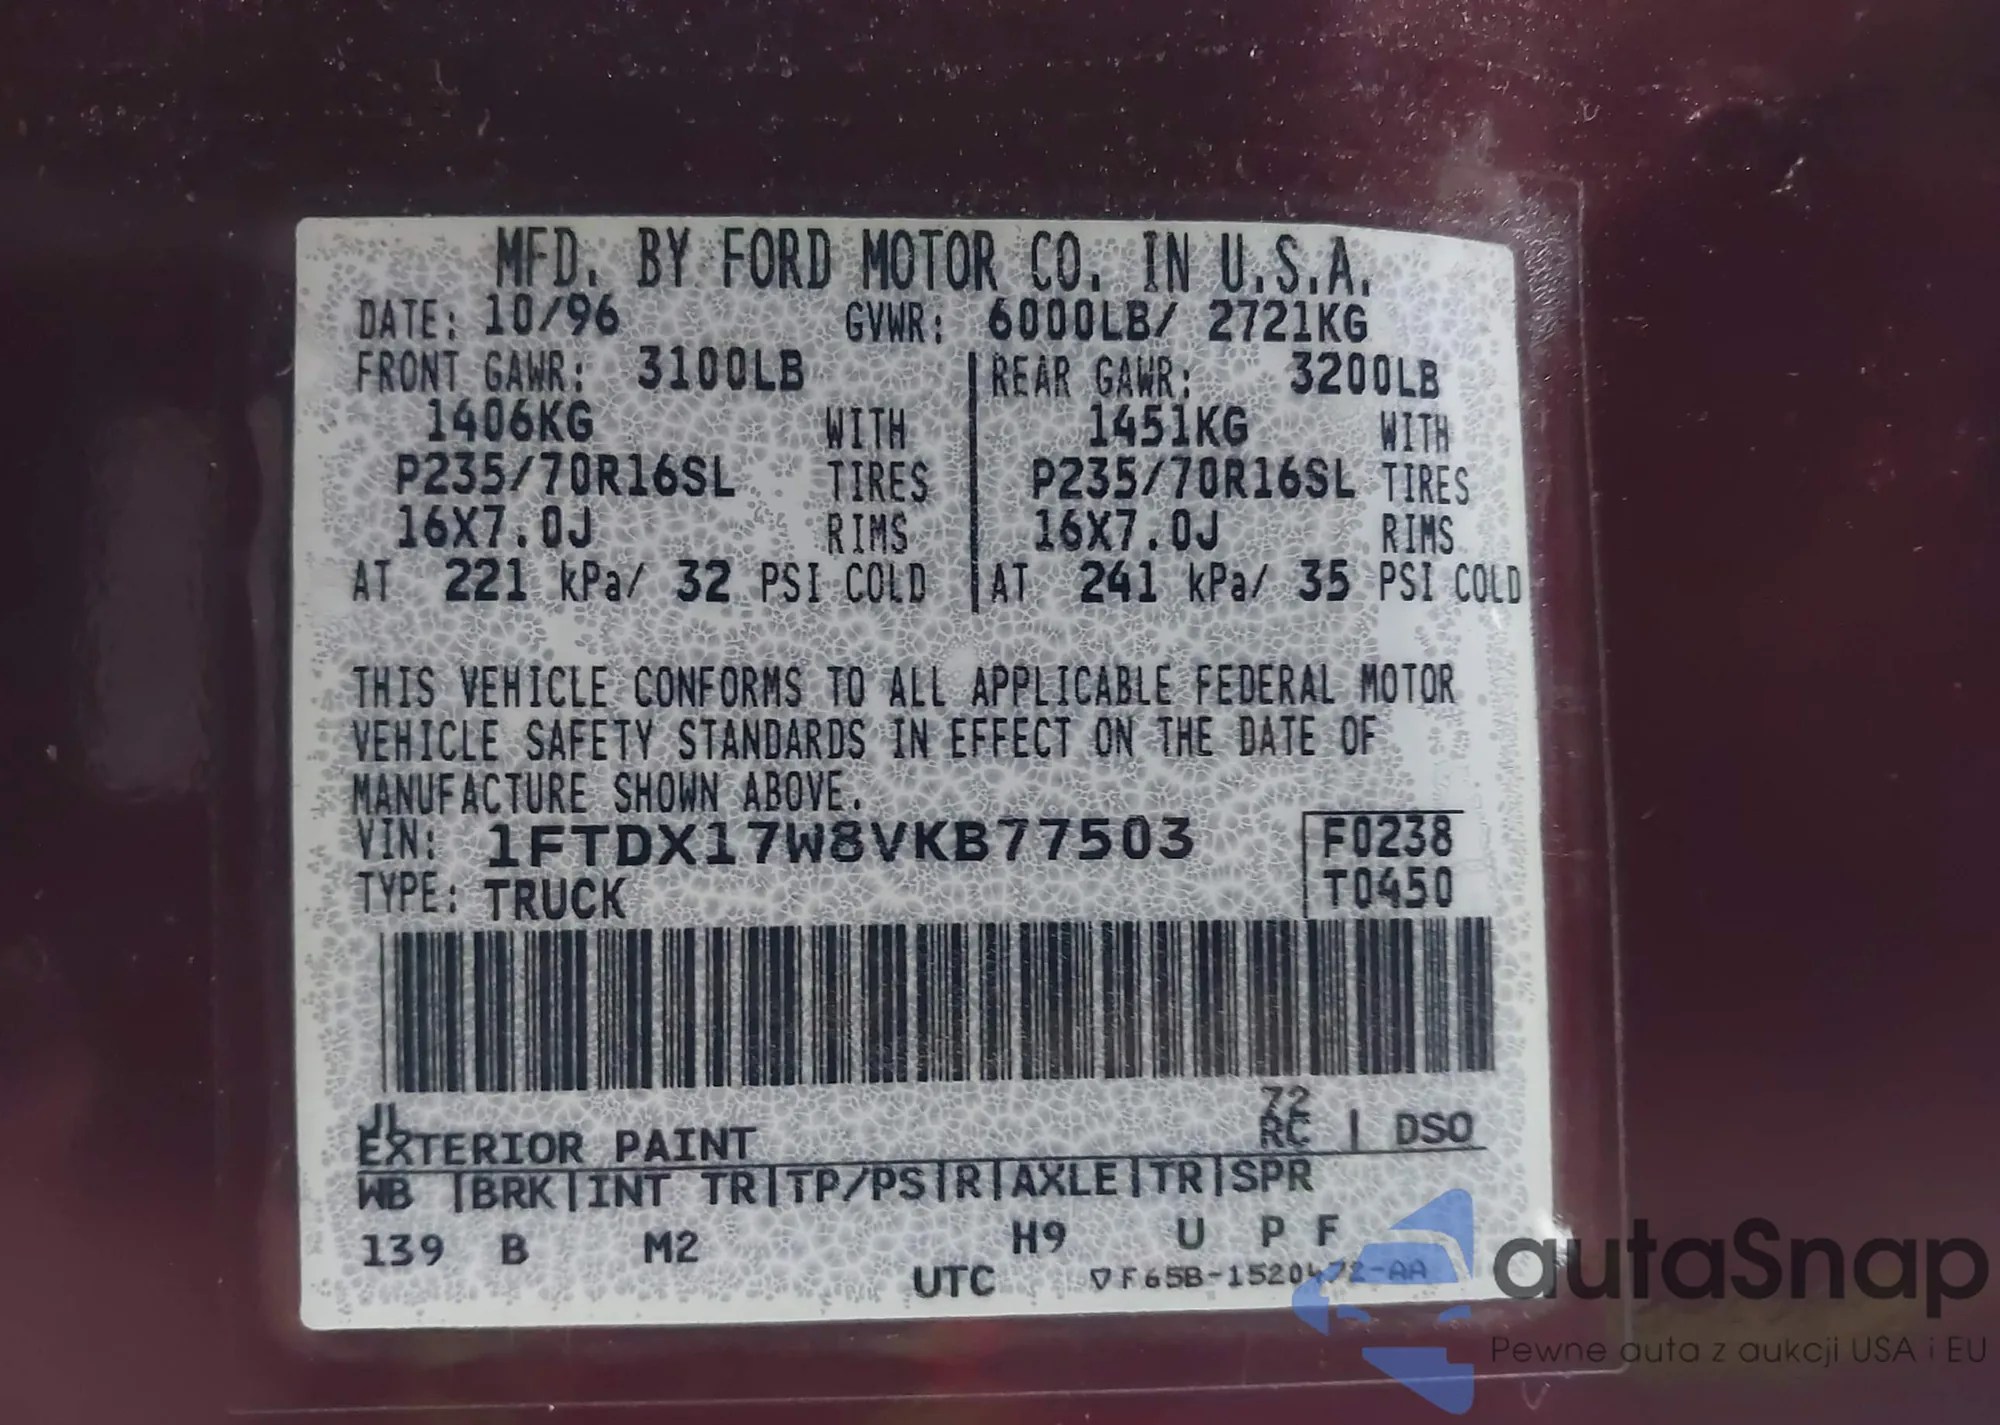 MFD. BY FORD MOTOR CO. IN U.S.A.
DATE: 10/96 GVWR: 6000LB/ 2721KG
FRONT GAWR: 3100LB REAR GAWR: 3200LB
1406KG WITH 1451KG WITH
P235/70R16SL TIRES P235/70R16SL TIRES
16X7.0J RIMS 16X7.0J RIMS
AT 221 kPa/ 32 PSI COLD AT 241 kPa/ 35 PSI COLD
THIS VEHICLE CONFORMS TO ALL APPLICABLE FEDERAL MOTOR
VEHICLE SAFETY STANDARDS IN EFFECT ON THE DATE OF
MANUFACTURE SHOWN ABOVE.
VIN: 1FTDX17W8VKB77503 F0238
TYPE: TRUCK T0450
JL 72
EXTERIOR PAINT RC | DSO
WB |BRK|INT TR|TP/PS|R|AXLE|TR|SPR
139 B M2 H9 U P F
UTC ▽F65B-1520472-AA
autaSnap
Pewne auta z aukcji USA i EU